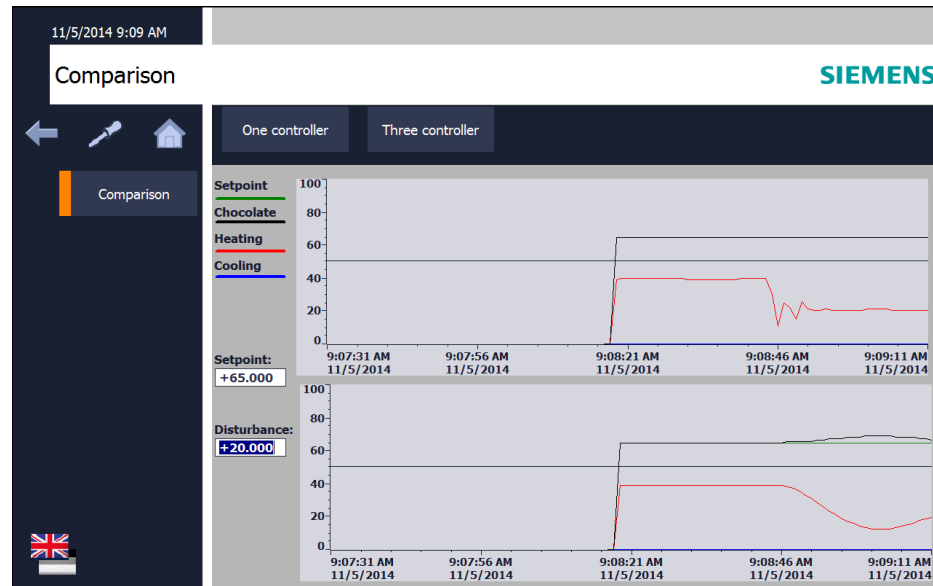 11/5/2014 9:09 AM
Comparison
SIEMENS
One controller
Three controller
Comparison
Setpoint
Chocolate
Heating
Cooling
100
80
60
40
20
0
9:07:31 AM 9:07:56 AM 9:08:21 AM 9:08:46 AM 9:09:11 AM
11/5/2014 11/5/2014 11/5/2014 11/5/2014 11/5/2014
Setpoint:
+65.000
Disturbance:
+20.000
100
80
60
40
20
0
9:07:31 AM 9:07:56 AM 9:08:21 AM 9:08:46 AM 9:09:11 AM
11/5/2014 11/5/2014 11/5/2014 11/5/2014 11/5/2014